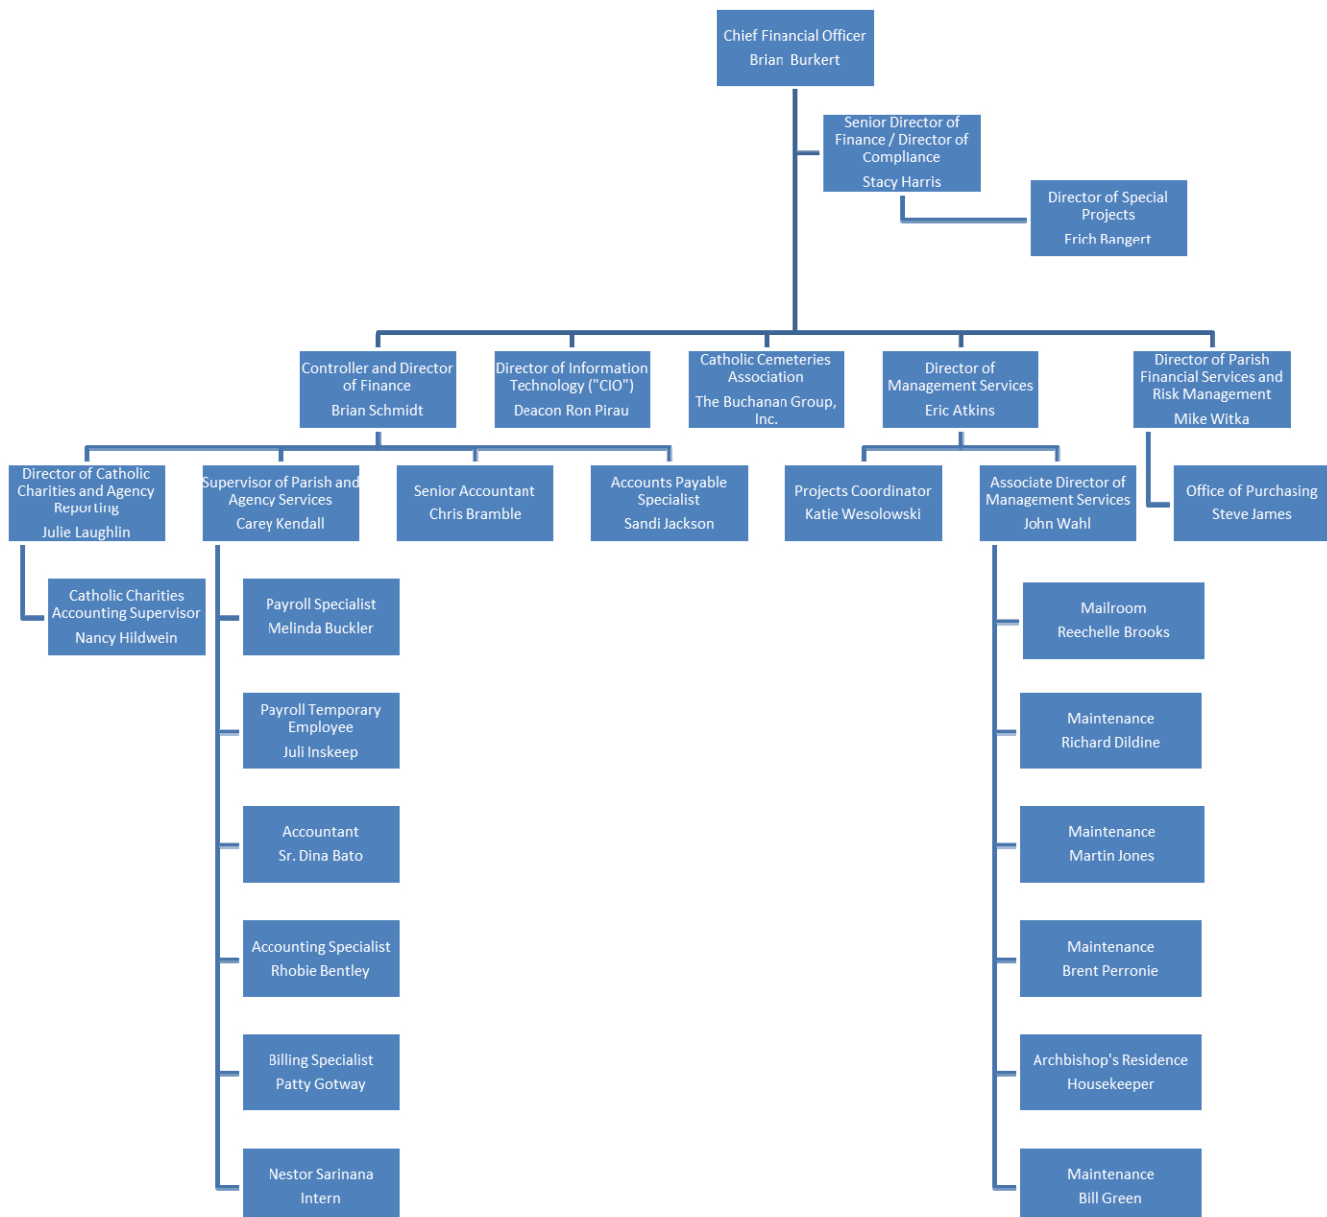 Chief Financial Officer
Brian Burkert
Senior Director of
Finance / Director of
Compliance
Stacy Harris
Director of Special
Projects
Erich Bangert
Controller and Director
of Finance
Brian Schmidt
Director of Information
Technology ("CIO")
Deacon Ron Pirau
Catholic Cemeteries
Association
The Buchanan Group,
Inc.
Director of
Management Services
Eric Atkins
Director of Parish
Financial Services and
Risk Management
Mike Witka
Director of Catholic
Charities and Agency
Reporting
Julie Laughlin
Supervisor of Parish and
Agency Services
Carey Kendall
Senior Accountant
Chris Bramble
Accounts Payable
Specialist
Sandi Jackson
Projects Coordinator
Katie Wesolowski
Associate Director of
Management Services
John Wahl
Office of Purchasing
Steve James
Catholic Charities
Accounting Supervisor
Nancy Hildwein
Payroll Specialist
Melinda Buckler
Payroll Temporary
Employee
Juli Inskeep
Accountant
Sr. Dina Bato
Accounting Specialist
Rhobie Bentley
Billing Specialist
Patty Gotway
Nestor Sarinana
Intern
Mailroom
Reechelle Brooks
Maintenance
Richard Dildine
Maintenance
Martin Jones
Maintenance
Brent Perronie
Archbishop's Residence
Housekeeper
Maintenance
Bill Green